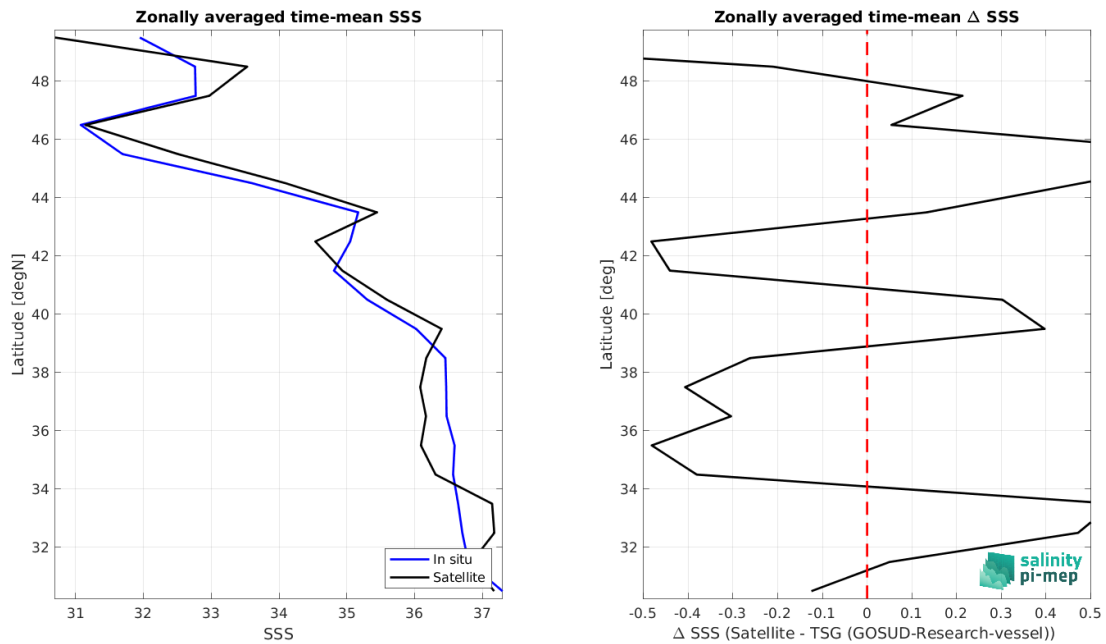 Zonally averaged time-mean SSS
Latitude [degN]
48
46
44
42
40
38
36
34
32
31 32 33 34 35 36 37
SSS
In situ
Satellite
Zonally averaged time-mean Δ SSS
Latitude [deg]
48
46
44
42
40
38
36
34
32
-0.5 -0.4 -0.3 -0.2 -0.1 0 0.1 0.2 0.3 0.4 0.5
Δ SSS (Satellite - TSG (GOSUD-Research-vessel))
salinity
pi-mep